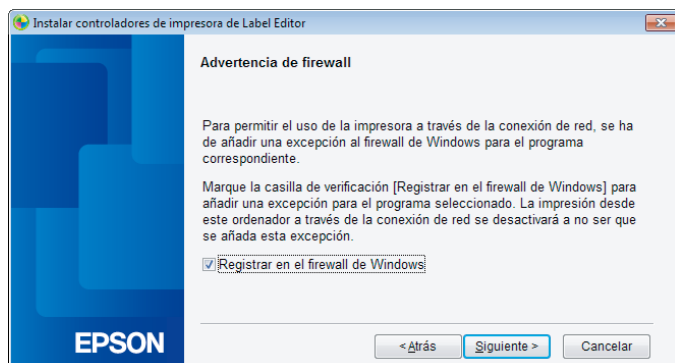 Instalar controladores de impresora de Label Editor
Advertencia de firewall
Para permitir el uso de la impresora a través de la conexión de red, se ha
de añadir una excepción al firewall de Windows para el programa
correspondiente.
Marque la casilla de verificación [Registrar en el firewall de Windows] para
añadir una excepción para el programa seleccionado. La impresión desde
este ordenador a través de la conexión de red se desactivará a no ser que
se añada esta excepción.
Registrar en el firewall de Windows
EPSON
< Atrás
Siguiente >
Cancelar